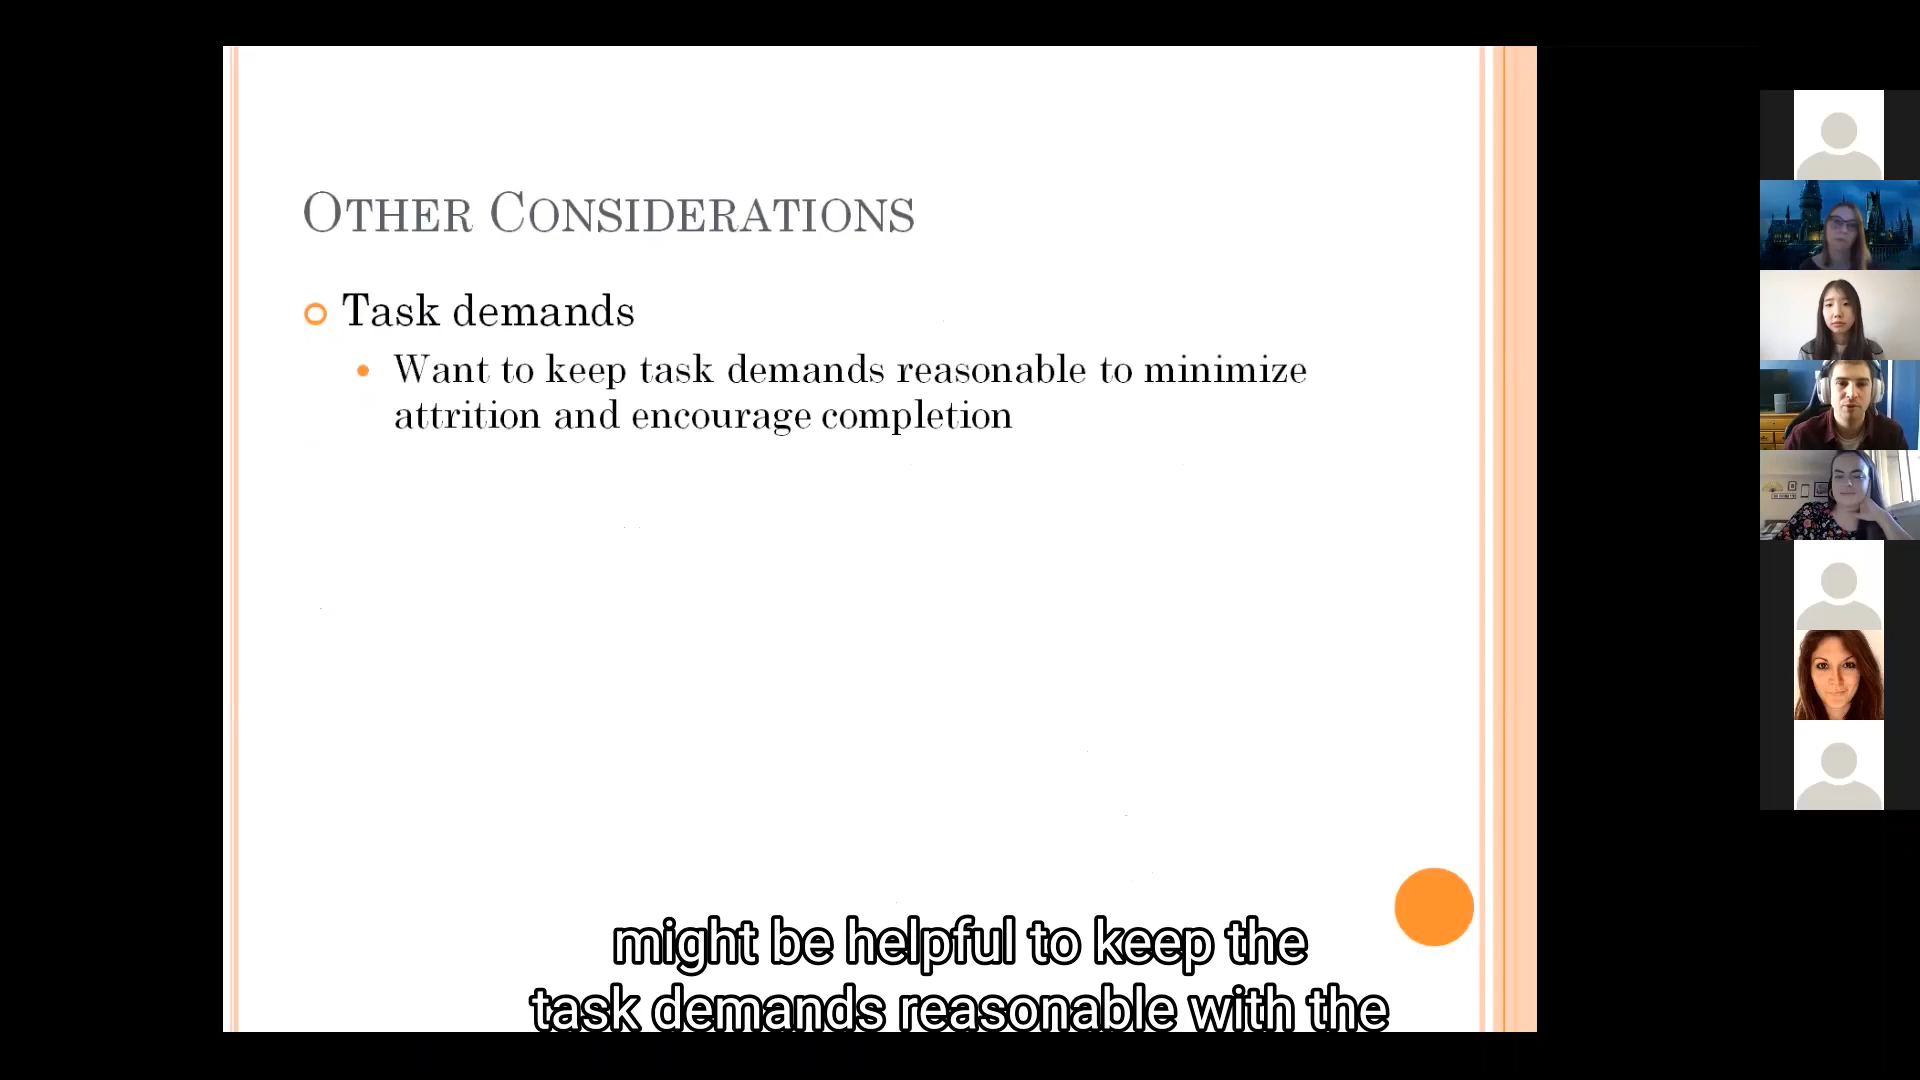 OTHER CONSIDERATIONS
Task demands
Want to keep task demands reasonable to minimize
attrition and encourage completion
might be helpful to keep the
task demands reasonable with the